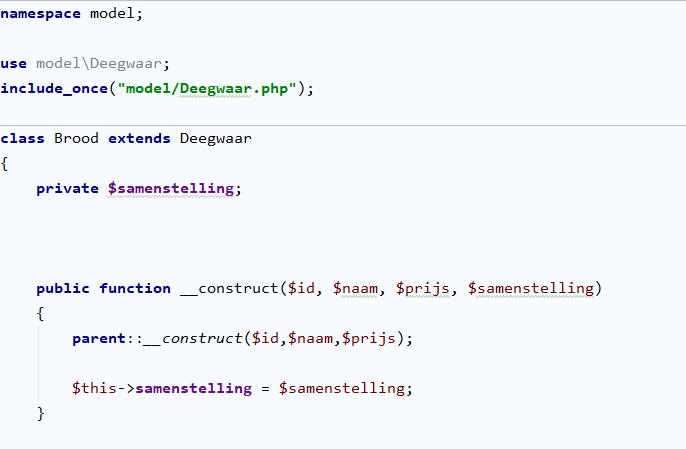 namespace model;
use model\Deegwaar;
include_once("model/Deegwaar.php");
class Brood extends Deegwaar
{
private $samenstelling;
public function __construct($id, $naam, $prijs, $samenstelling)
{
parent::__construct($id,$naam,$prijs);
$this->samenstelling = $samenstelling;
}